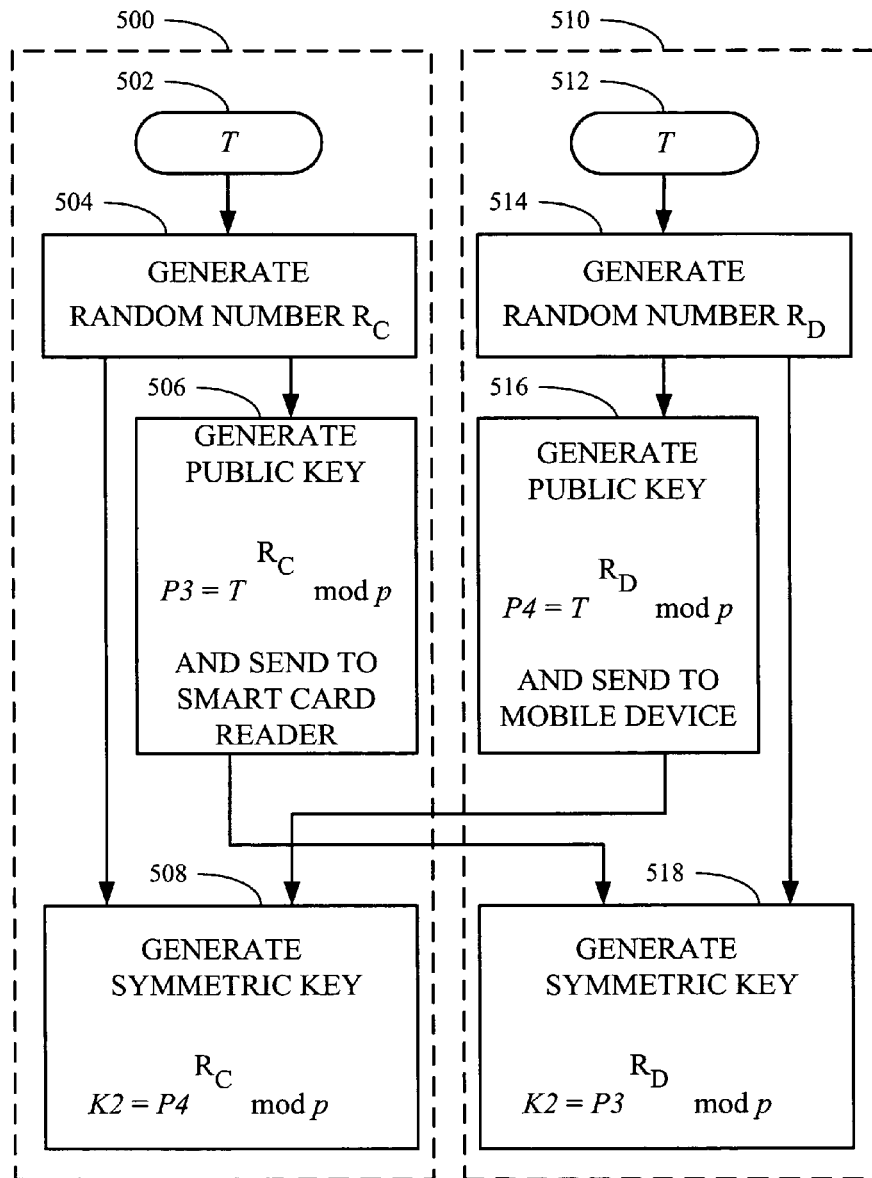 500
510
502
512
T
T
504
514
GENERATE
RANDOM NUMBER R_C
GENERATE
RANDOM NUMBER R_D
506
516
GENERATE
PUBLIC KEY
P3 = T^R_C mod p
AND SEND TO
SMART CARD
READER
GENERATE
PUBLIC KEY
P4 = T^R_D mod p
AND SEND TO
MOBILE DEVICE
508
518
GENERATE
SYMMETRIC KEY
K2 = P4^R_C mod p
GENERATE
SYMMETRIC KEY
K2 = P3^R_D mod p